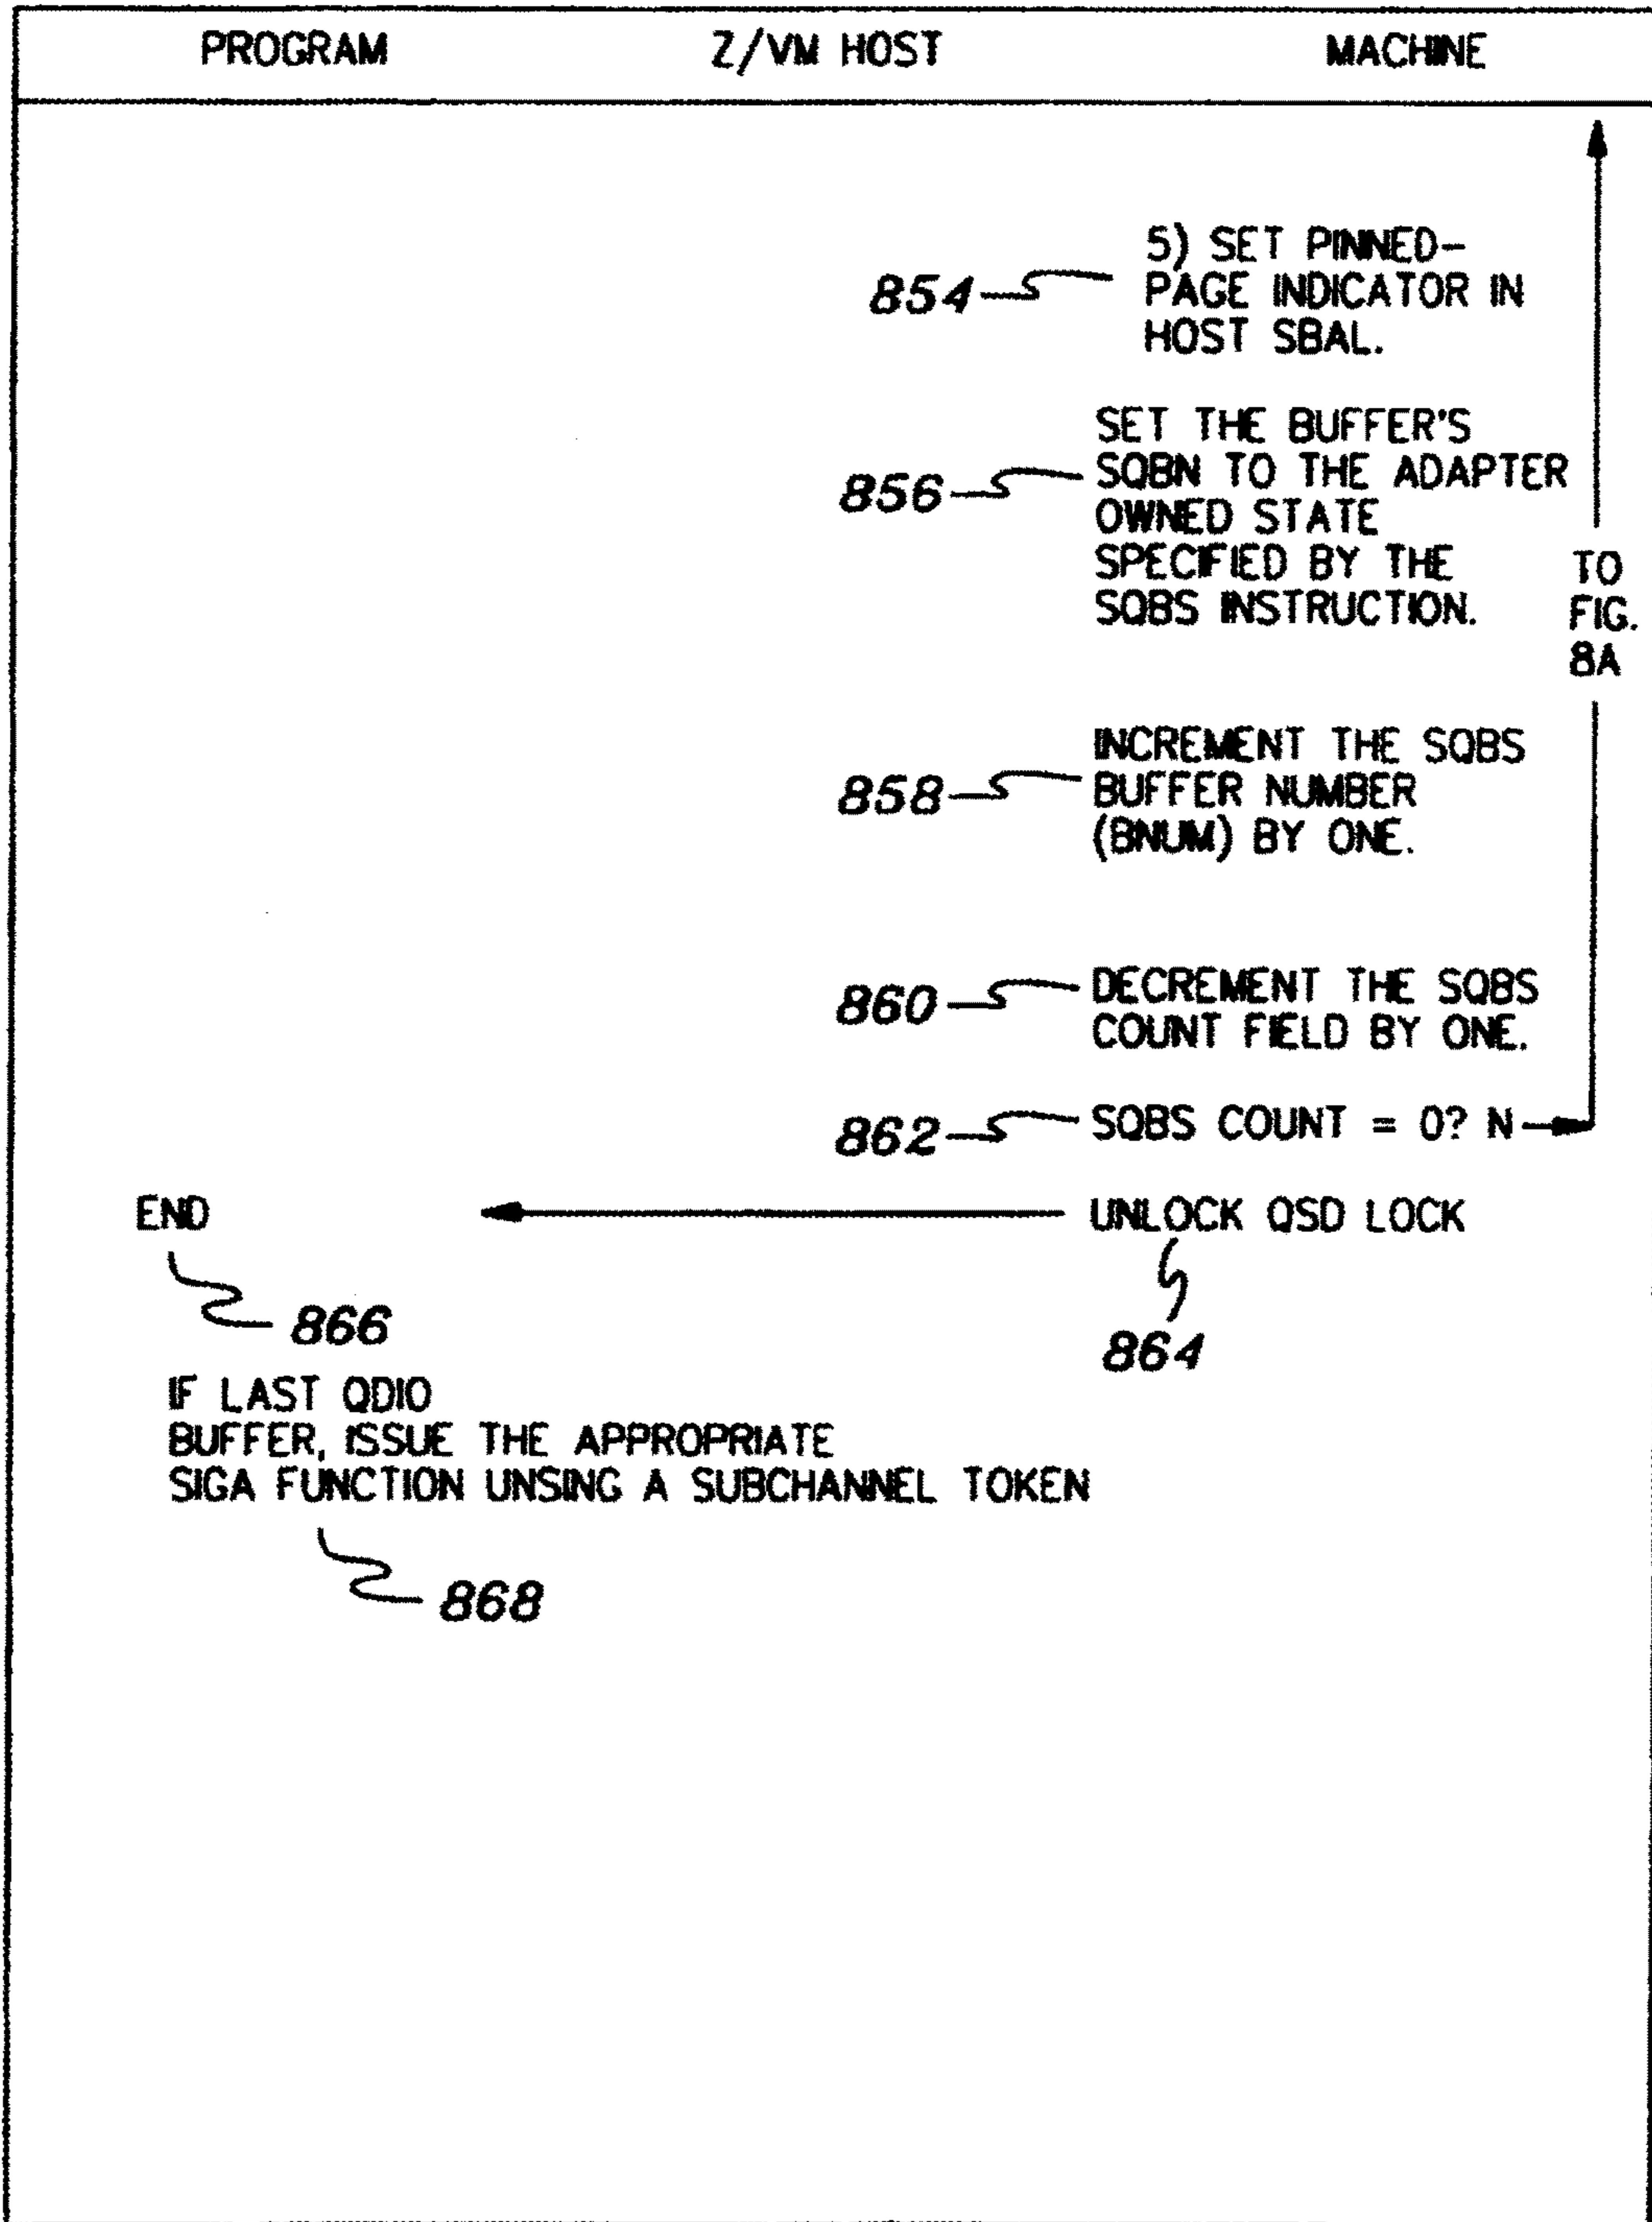 PROGRAM Z/VM HOST MACHINE
5) SET PINNED-
854 PAGE INDICATOR IN
HOST SBAL.
SET THE BUFFER'S
856 SQBN TO THE ADAPTER
OWNED STATE
SPECIFIED BY THE
SQBS INSTRUCTION.
TO
FIG.
8A
INCREMENT THE SQBS
858 BUFFER NUMBER
(BNUM) BY ONE.
860 DECREMENT THE SQBS
COUNT FIELD BY ONE.
862 SQBS COUNT = 0? N
END UNLOCK QSD LOCK
866 864
IF LAST QDIO
BUFFER, ISSUE THE APPROPRIATE
SIGA FUNCTION UNSING A SUBCHANNEL TOKEN
868